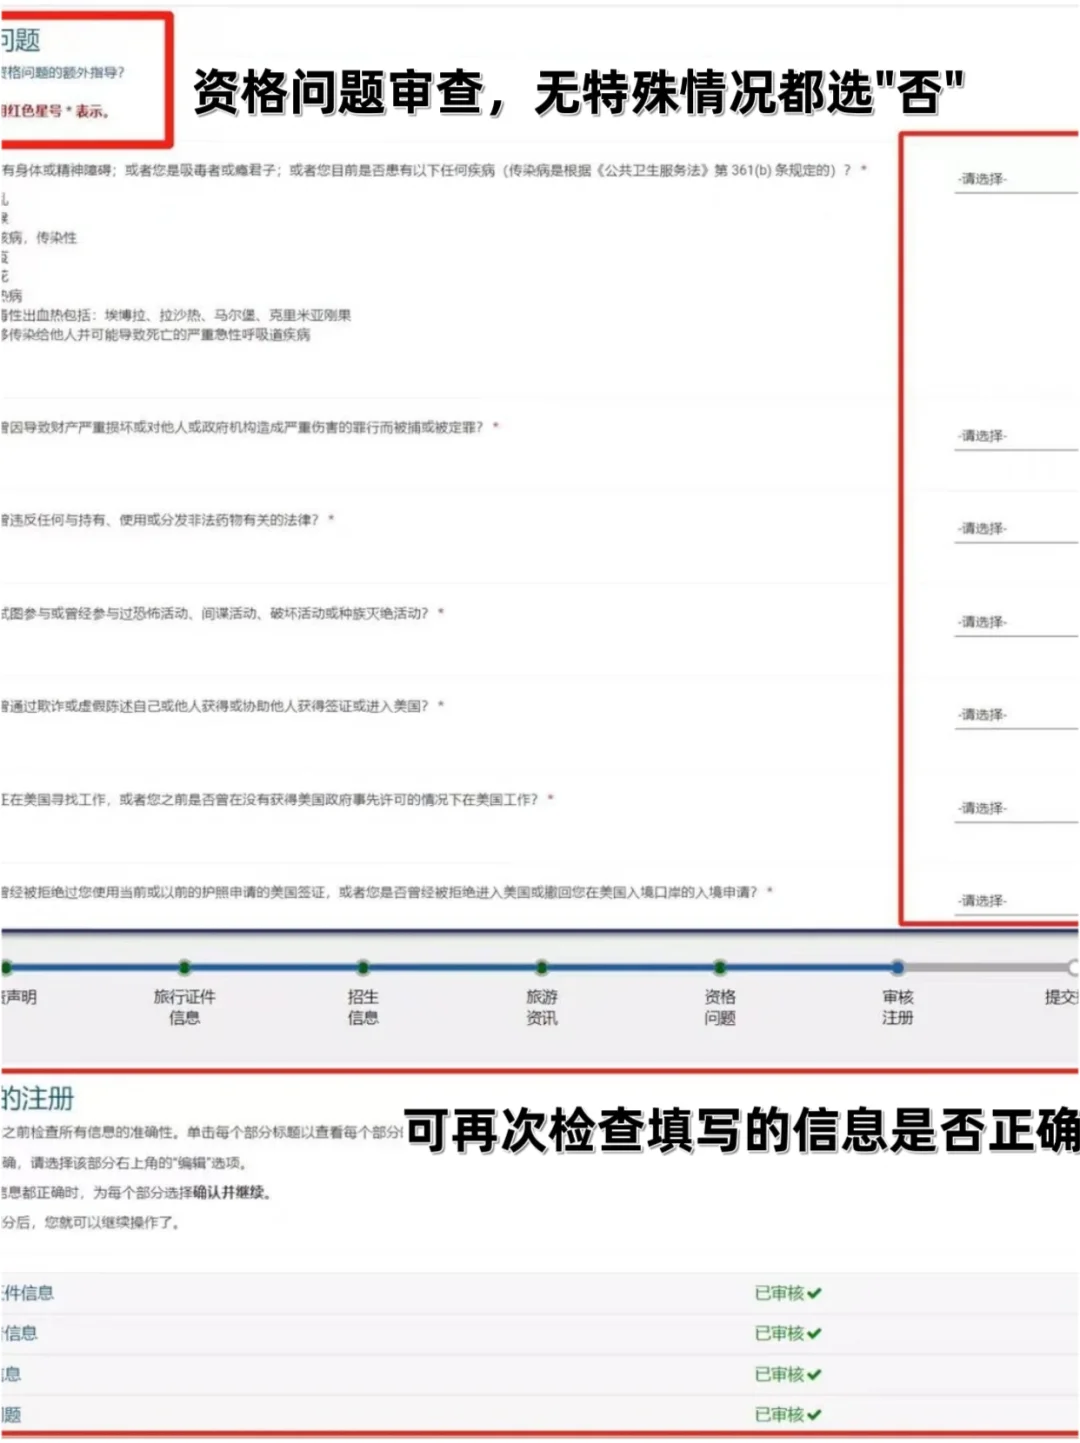 问题
资格问题的额外指导？
资格问题审查，无特殊情况都选"否"
用红色星号 * 表示。
有身体或精神障碍；或者您是吸毒者或瘾君子；或者您目前是否患有以下任何疾病（传染病是根据《公共卫生服务法》第 361(b) 条规定的）？ *
-请选择-
乱
喉
核病，传染性
疫
花
热病
毒性出血热包括：埃博拉、拉沙热、马尔堡、克里米亚刚果
够传染给他人并可能导致死亡的严重急性呼吸道疾病
曾因导致财产严重损坏或对他人或政府机构造成严重伤害的罪行而被捕或被定罪？ *
-请选择-
曾违反任何与持有、使用或分发非法药物有关的法律？ *
-请选择-
试图参与或曾经参与过恐怖活动、间谍活动、破坏活动或种族灭绝活动？ *
-请选择-
曾通过欺诈或虚假陈述自己或他人获得或协助他人获得签证或进入美国？ *
-请选择-
正在美国寻找工作，或者您之前是否曾在没有获得美国政府事先许可的情况下在美国工作？ *
-请选择-
曾经被拒绝过您使用当前或以前的护照申请的美国签证，或者您是否曾经被拒绝进入美国或撤回您在美国入境口岸的入境申请？ *
-请选择-
声明
旅行证件
信息
招生
信息
旅游
资讯
资格
问题
审核
注册
提交
的注册
之前检查所有信息的准确性。单击每个部分标题以查看每个部分
可再次检查填写的信息是否正确
确，请选择该部分右上角的"编辑"选项。
信息都正确时，为每个部分选择确认并继续。
分后，您就可以继续操作了。
件信息
已审核
信息
已审核
信息
已审核
问题
已审核